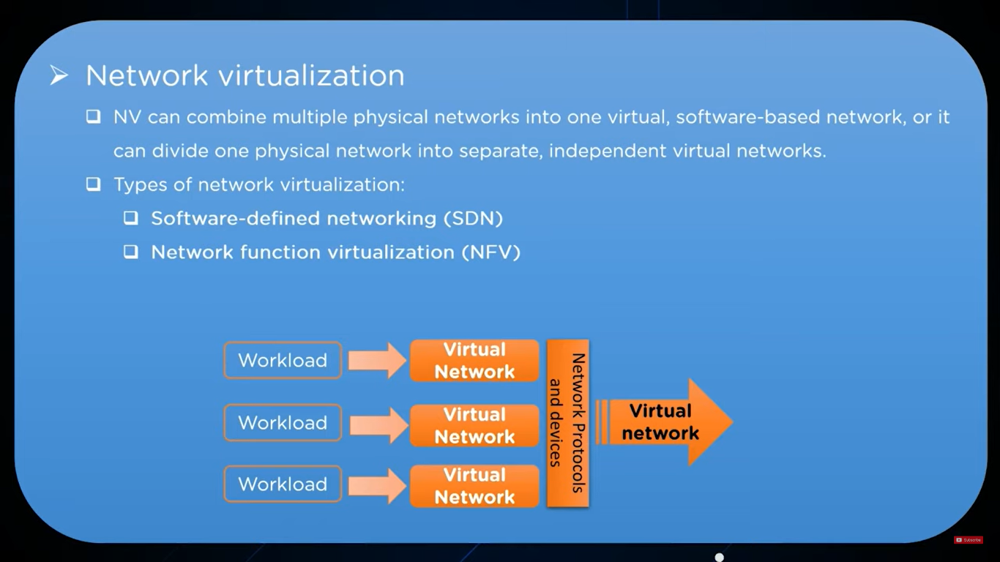 Network virtualization
NV can combine multiple physical networks into one virtual, software-based network, or it
can divide one physical network into separate, independent virtual networks.
Types of network virtualization:
Software-defined networking (SDN)
Network function virtualization (NFV)
Workload
Virtual
Network
Workload
Virtual
Network
Workload
Virtual
Network
Network Protocols
and devices
Virtual
network
Subscribe